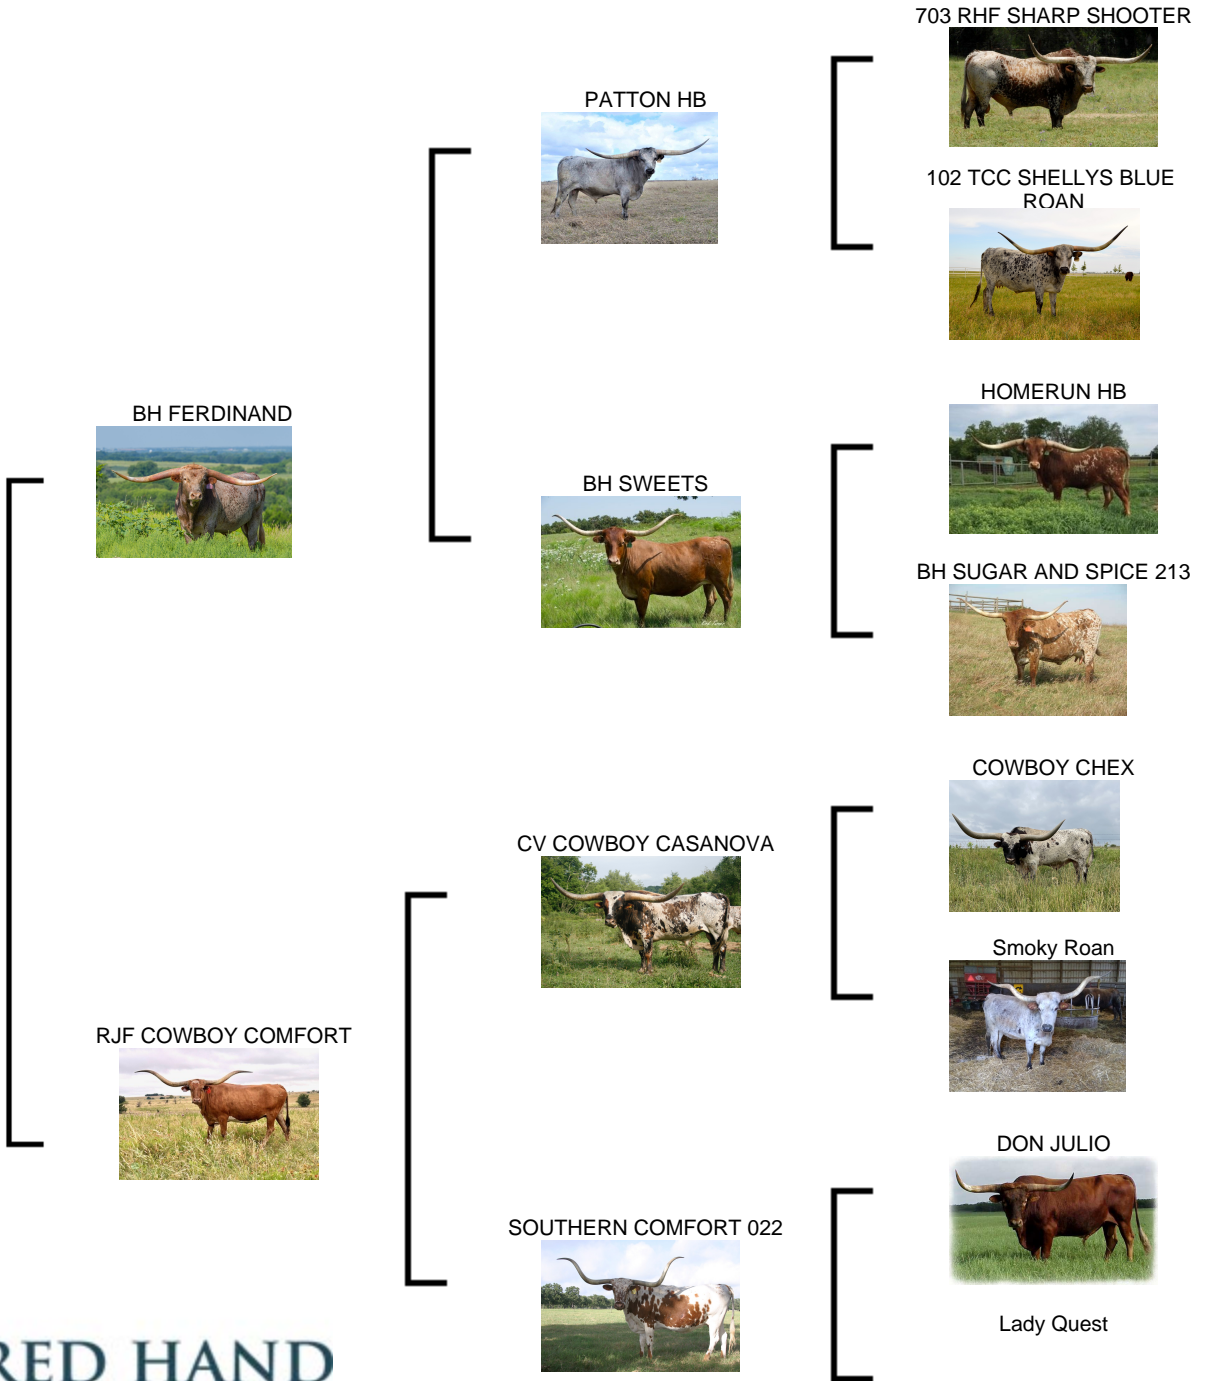 703 RHF SHARP SHOOTER
PATTON HB
102 TCC SHELLYS BLUE
ROAN
BH FERDINAND
HOMERUN HB
BH SWEETS
BH SUGAR AND SPICE 213
COWBOY CHEX
CV COWBOY CASANOVA
Smoky Roan
RJF COWBOY COMFORT
DON JULIO
SOUTHERN COMFORT 022
Lady Quest
RED HAND